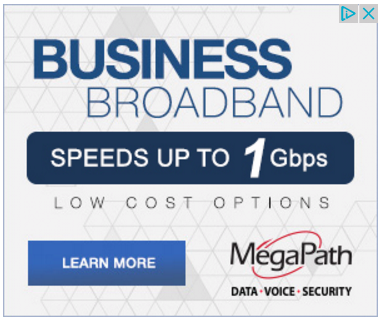 BUSINESS
BROADBAND
SPEEDS UP TO 1 Gbps
LOW COST OPTIONS
LEARN MORE
MegaPath
DATA · VOICE · SECURITY